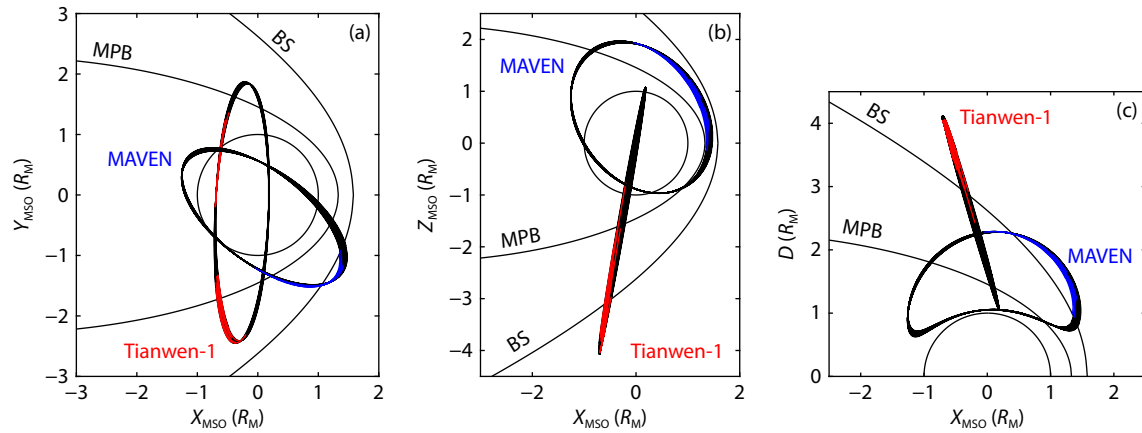 (a)
3
2
1
0
−1
−2
−3
−3 −2 −1 0 1 2
Y_MSO (R_M)
X_MSO (R_M)
MPB
BS
MAVEN
Tianwen-1
(b)
2
1
0
−1
−2
−3
−4
−2 0 2
Z_MSO (R_M)
X_MSO (R_M)
MAVEN
Tianwen-1
MPB
BS
(c)
4
3
2
1
0
−2 −1 0 1 2
D (R_M)
X_MSO (R_M)
BS
Tianwen-1
MPB
MAVEN